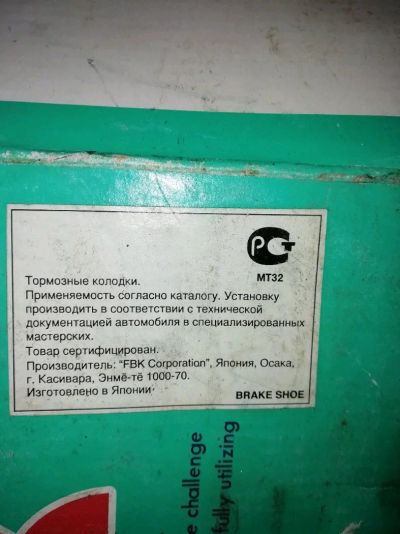 РСТ
МТ32
Тормозные колодки.
Применяемость согласно каталогу. Установку
производить в соответствии с технической
документацией автомобиля в специализированных
мастерских.
Товар сертифицирован.
Производитель: "FBK Corporation", Япония, Осака,
г. Касивара, Энмё-тё 1000-70.
Изготовлено в Японии
BRAKE SHOE
challenge
fully utilizing